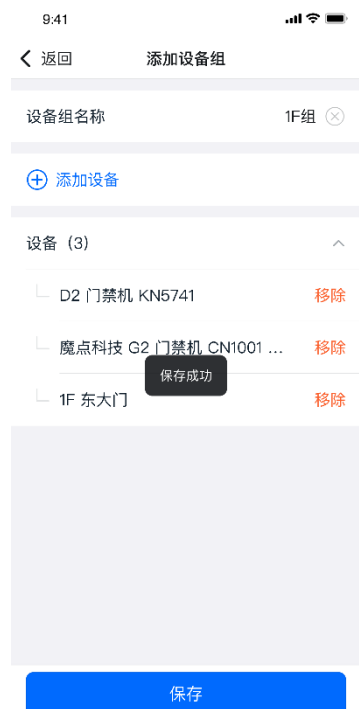 9:41
返回
添加设备组
设备组名称
1F组
添加设备
设备（3）
D2 门禁机 KN5741
移除
魔点科技 G2 门禁机 CN1001 ...
移除
保存成功
1F 东大门
移除
保存